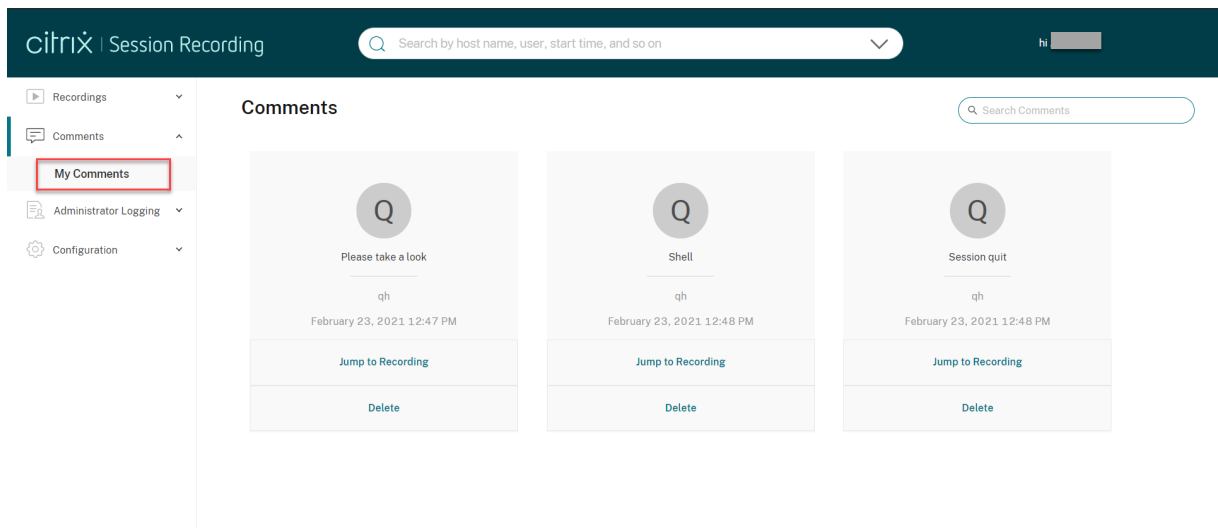 citrix | Session Recording
Search by host name, user, start time, and so on
hi
Recordings
Comments
My Comments
Administrator Logging
Configuration
Comments
Search Comments
Q
Please take a look
qh
February 23, 2021 12:47 PM
Jump to Recording
Delete
Q
Shell
qh
February 23, 2021 12:48 PM
Jump to Recording
Delete
Q
Session quit
qh
February 23, 2021 12:48 PM
Jump to Recording
Delete